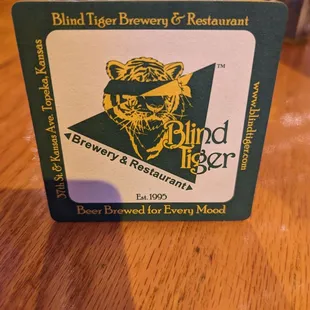 Blind Tiger Brewery & Restaurant
37th St. & Kansas Ave. Topeka, Kansas
www.blindtiger.com
TM
Blind
Tiger
Brewery & Restaurant
Est. 1995
Beer Brewed for Every Mood